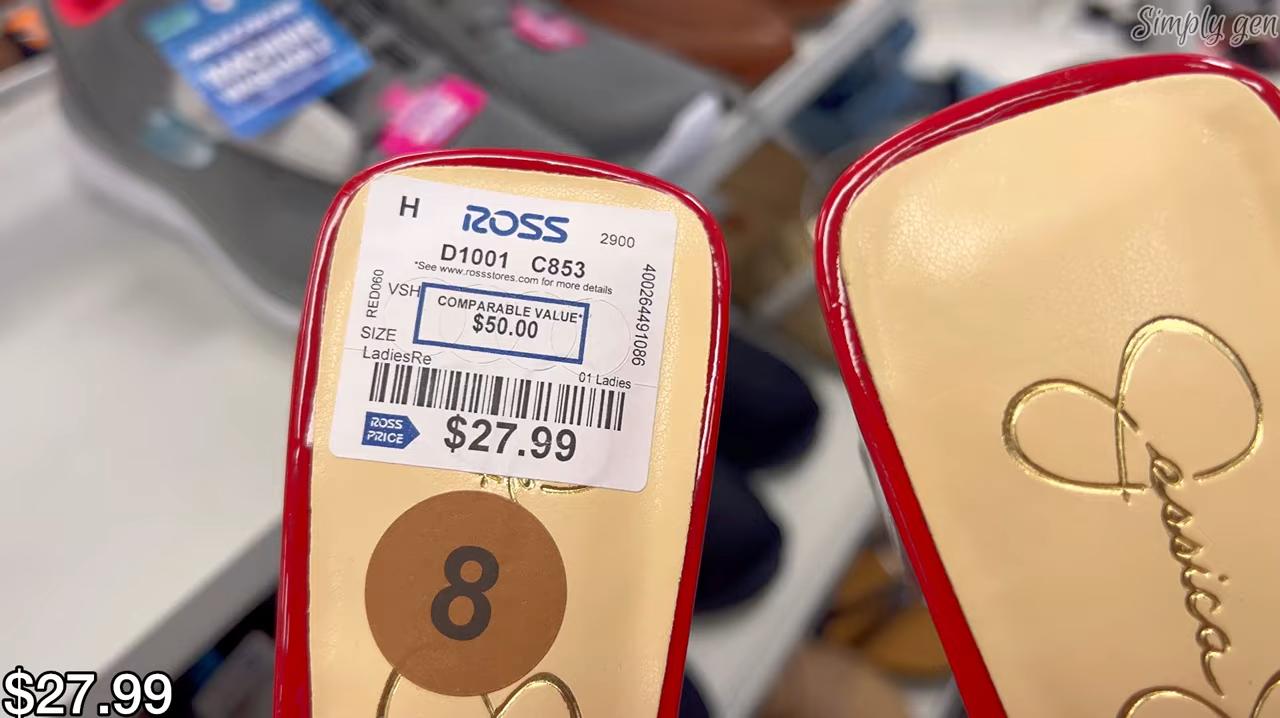 Simply gen
H
ROSS
2900
D1001 C853
*See www.rossstores.com for more details
RED060
VSH
COMPARABLE VALUE*
$50.00
400264491086
SIZE
LadiesRe
01 Ladies
ROSS
PRICE
$27.99
8
Jessica
$27.99